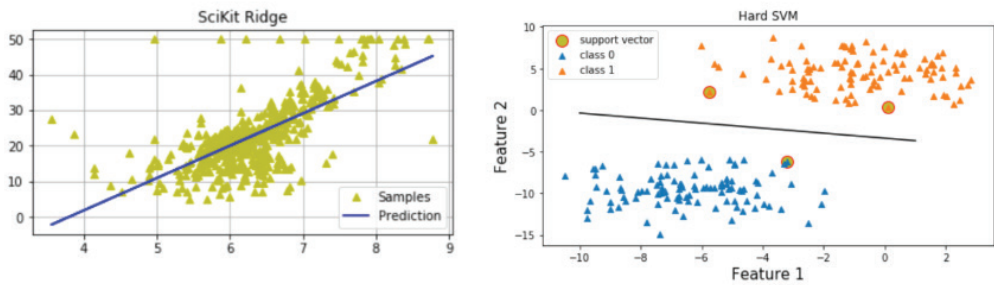 SciKit Ridge
50
40
30
20
10
0
Samples
Prediction
4 5 6 7 8 9
Hard SVM
support vector
class 0
class 1
10
5
0
−5
−10
−15
Feature 2
−10 −8 −6 −4 −2 0 2
Feature 1